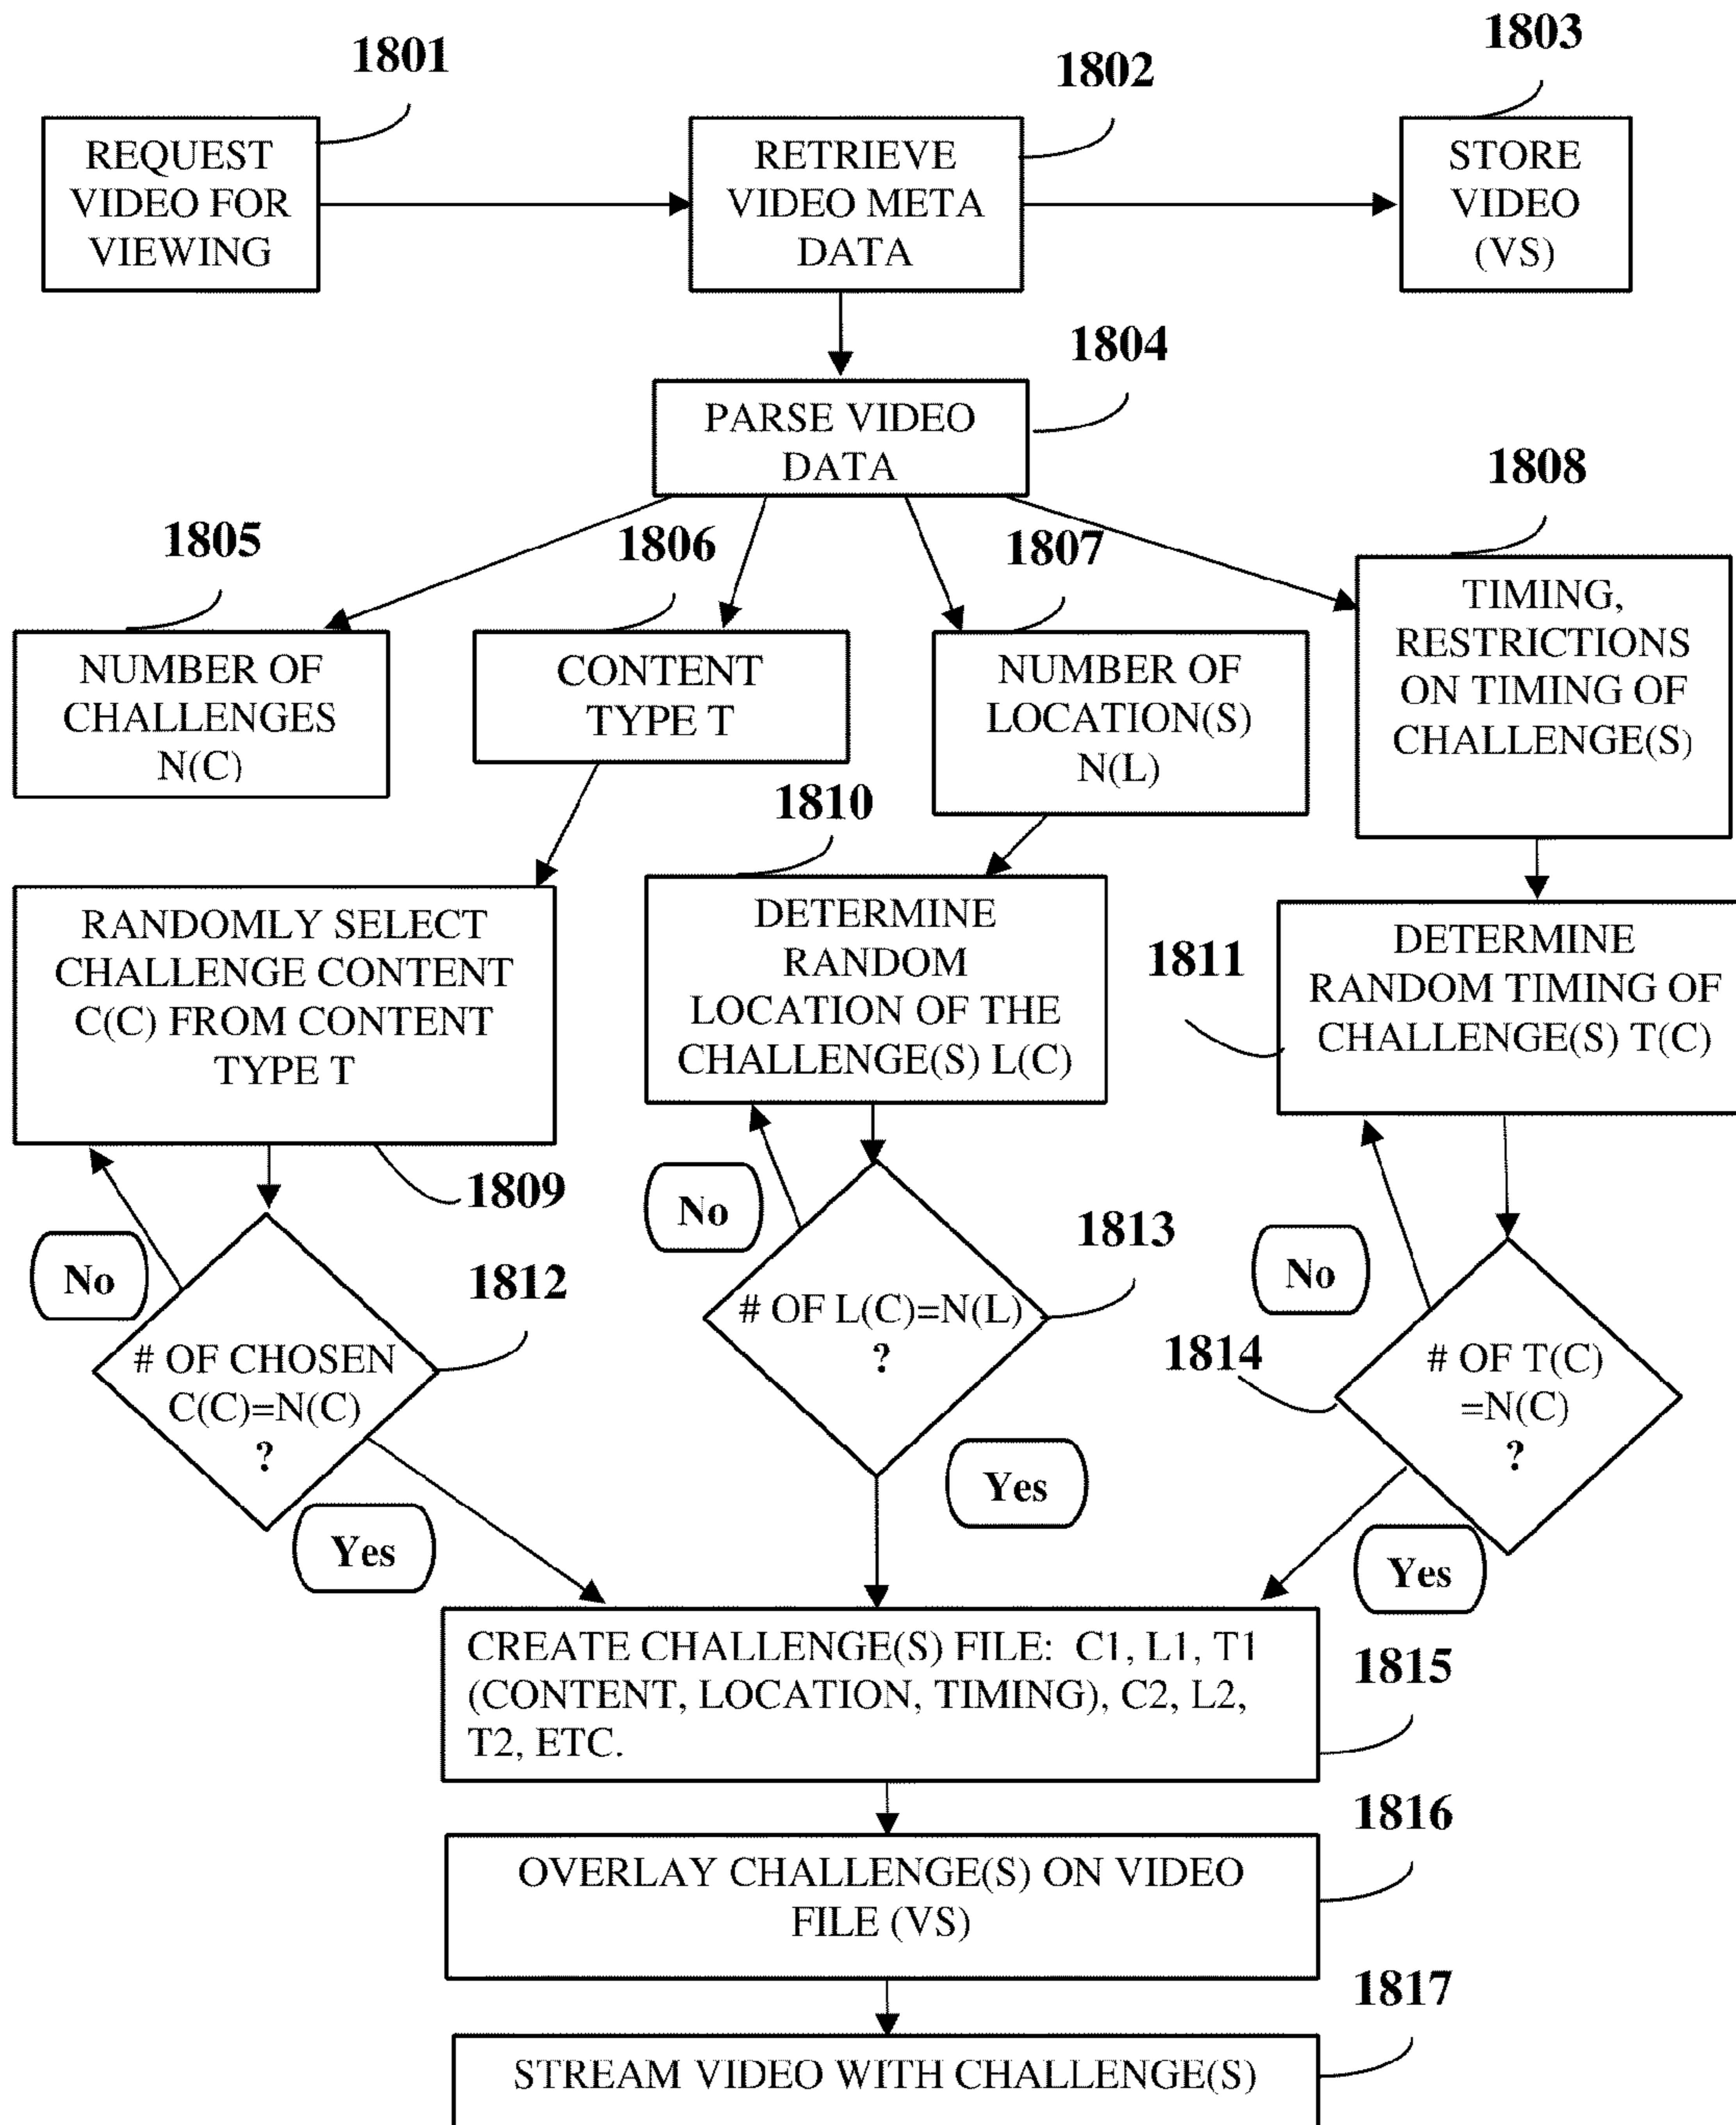 1801
1802
1803
REQUEST
VIDEO FOR
VIEWING
RETRIEVE
VIDEO META
DATA
STORE
VIDEO
(VS)
1804
PARSE VIDEO
DATA
1805
1806
1807
1808
NUMBER OF
CHALLENGES
N(C)
CONTENT
TYPE T
NUMBER OF
LOCATION(S)
N(L)
TIMING,
RESTRICTIONS
ON TIMING OF
CHALLENGE(S)
1810
RANDOMLY SELECT
CHALLENGE CONTENT
C(C) FROM CONTENT
TYPE T
DETERMINE
RANDOM
LOCATION OF THE
CHALLENGE(S) L(C)
1811
DETERMINE
RANDOM TIMING OF
CHALLENGE(S) T(C)
1809
No
No
No
1812
1813
1814
# OF CHOSEN
C(C)=N(C)
?
# OF L(C)=N(L)
?
# OF T(C)
=N(C)
?
Yes
Yes
Yes
CREATE CHALLENGE(S) FILE: C1, L1, T1
(CONTENT, LOCATION, TIMING), C2, L2,
T2, ETC.
1815
1816
OVERLAY CHALLENGE(S) ON VIDEO
FILE (VS)
1817
STREAM VIDEO WITH CHALLENGE(S)